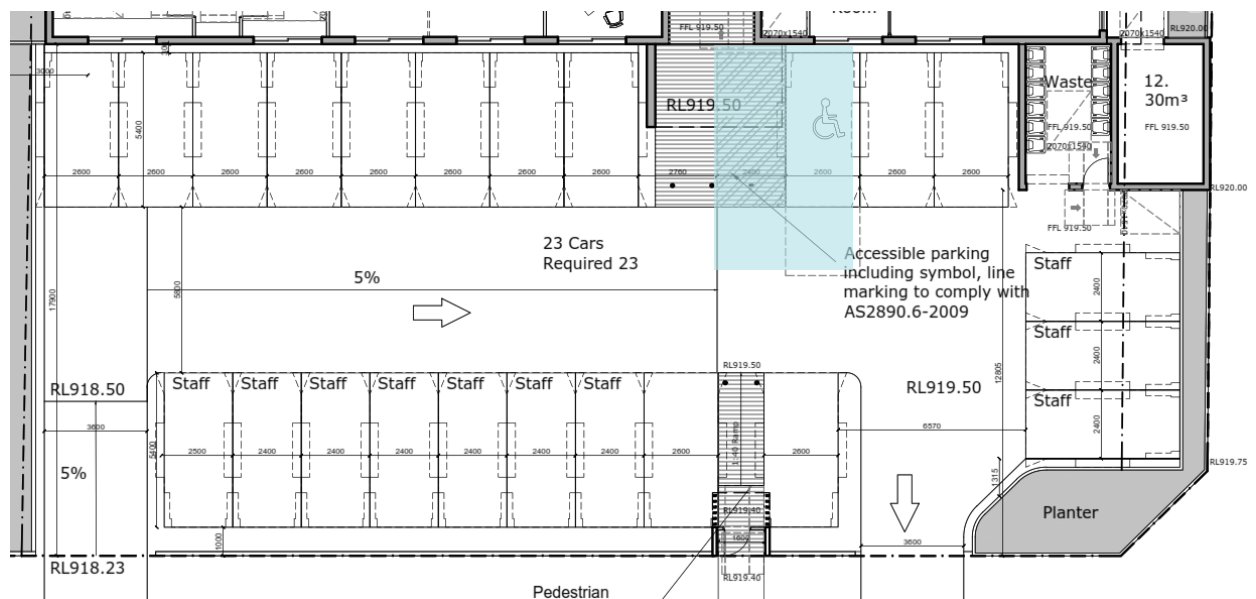 Room
FFL 919.50
2070x1540
2070x1540
RL920.00
3000
Waste
12.
30m³
RL919.50
FFL 919.50
FFL 919.50
2070x1540
5400
2600
2600
2600
2600
2600
2600
2600
2600
2700
2400
2600
2600
2600
RL920.00
FFL 919.50
23 Cars
Required 23
Accessible parking
including symbol, line
marking to comply with
AS2890.6-2009
Staff
2400
5%
5800
17900
Staff
2400
RL919.50
RL918.50
Staff
Staff
Staff
Staff
Staff
Staff
Staff
RL919.50
12805
Staff
2400
3600
6570
1:40 Ramp
5400
2500
2400
2400
2400
2400
2400
2400
2600
2600
5%
RL919.75
1315
RL919.40
Planter
1000
1600
3600
RL918.23
RL919.40
Pedestrian